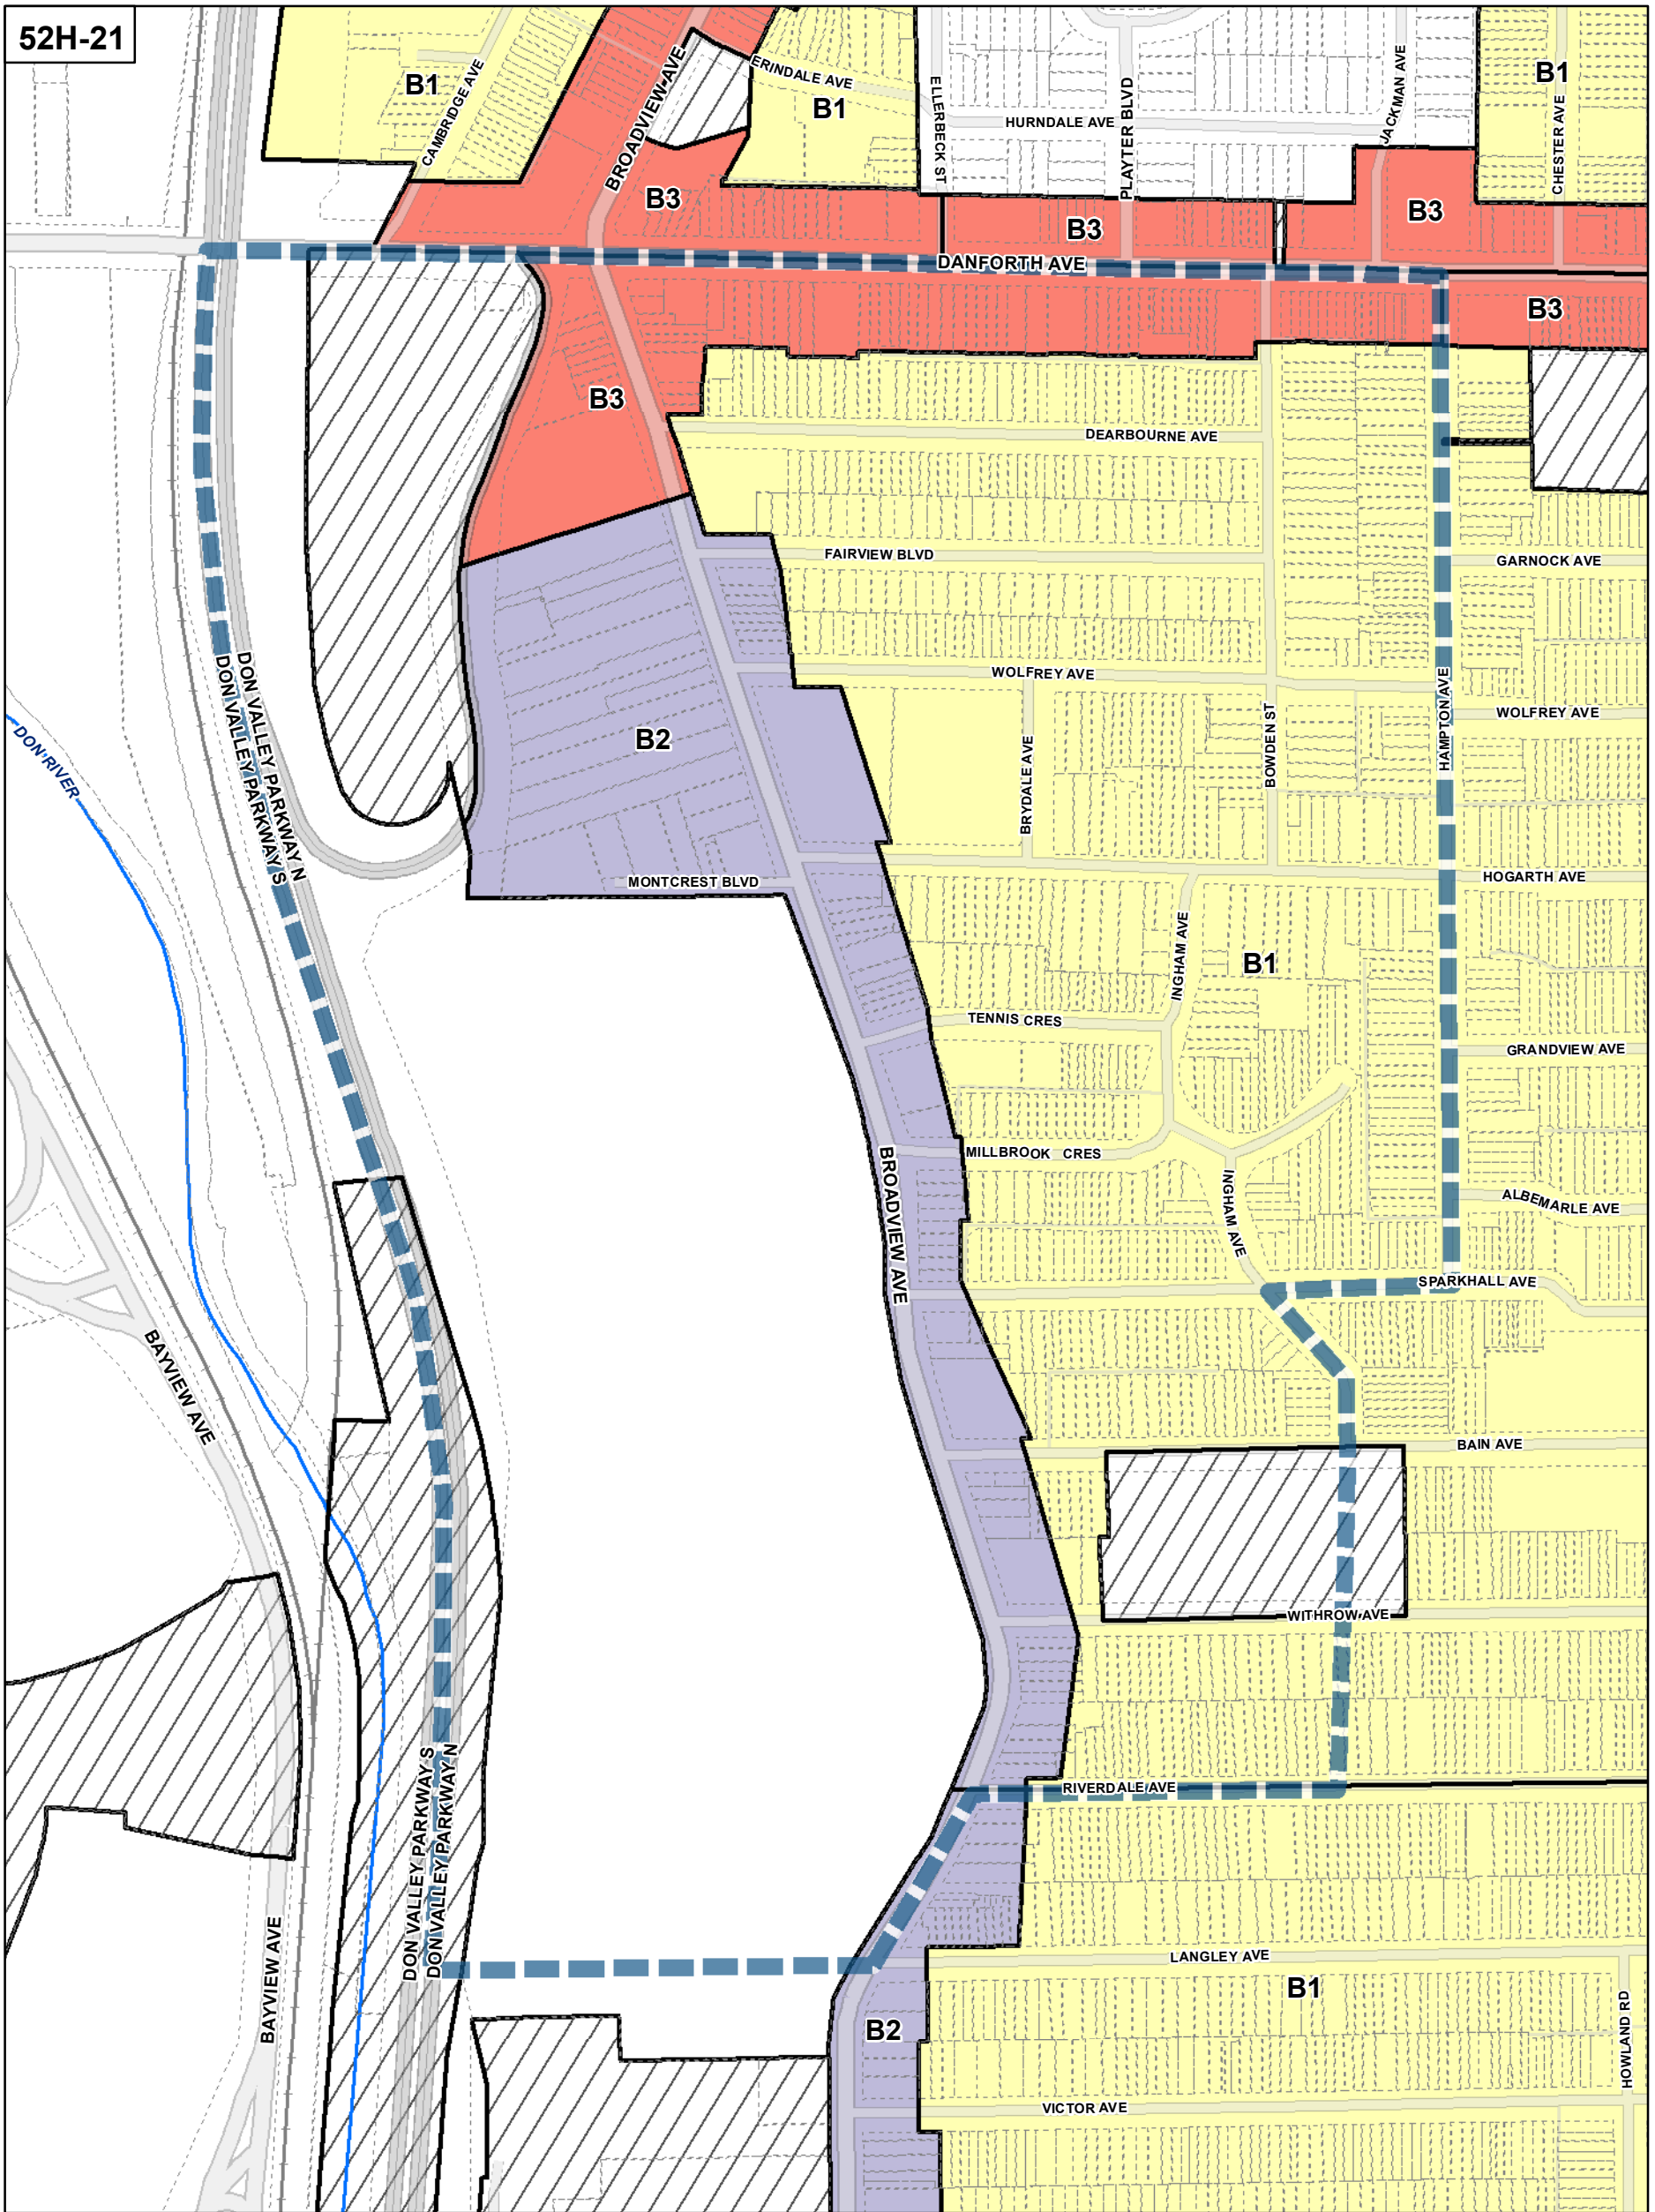 52H-21
B1
CAMBRIDGE AVE
BROADVIEW AVE
ERINDALE AVE
B1
ELLERBECK ST
HURNDALE AVE
PLAYTER BLVD
JACKMAN AVE
B1
CHESTER AVE
B3
B3
B3
DANFORTH AVE
B3
B3
DEARBOURNE AVE
FAIRVIEW BLVD
GARNOCK AVE
DON VALLEY PARKWAY N
DON VALLEY PARKWAY S
WOLFREY AVE
HAMPTON AVE
WOLFREY AVE
DON RIVER
B2
BRYDALE AVE
BOWDEN ST
MONTCREST BLVD
HOGARTH AVE
INGHAM AVE
B1
TENNIS CRES
GRANDVIEW AVE
MILLBROOK CRES
BROADVIEW AVE
INGHAM AVE
ALBEMARLE AVE
SPARKHALL AVE
BAYVIEW AVE
BAIN AVE
WITHROW AVE
RIVERDALE AVE
DON VALLEY PARKWAY S
DON VALLEY PARKWAY N
BAYVIEW AVE
LANGLEY AVE
B1
B2
HOWLAND RD
VICTOR AVE